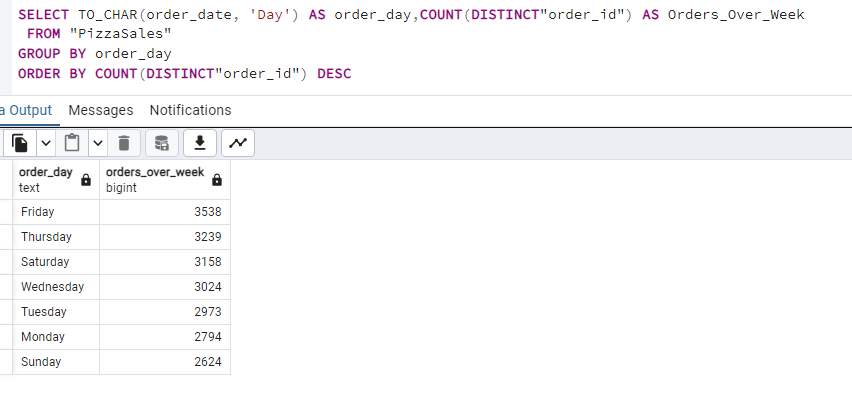 SELECT TO_CHAR(order_date, 'Day') AS order_day,COUNT(DISTINCT"order_id") AS Orders_Over_Week
FROM "PizzaSales"
GROUP BY order_day
ORDER BY COUNT(DISTINCT"order_id") DESC
a Output Messages Notifications
order_day orders_over_week
text bigint
Friday 3538
Thursday 3239
Saturday 3158
Wednesday 3024
Tuesday 2973
Monday 2794
Sunday 2624